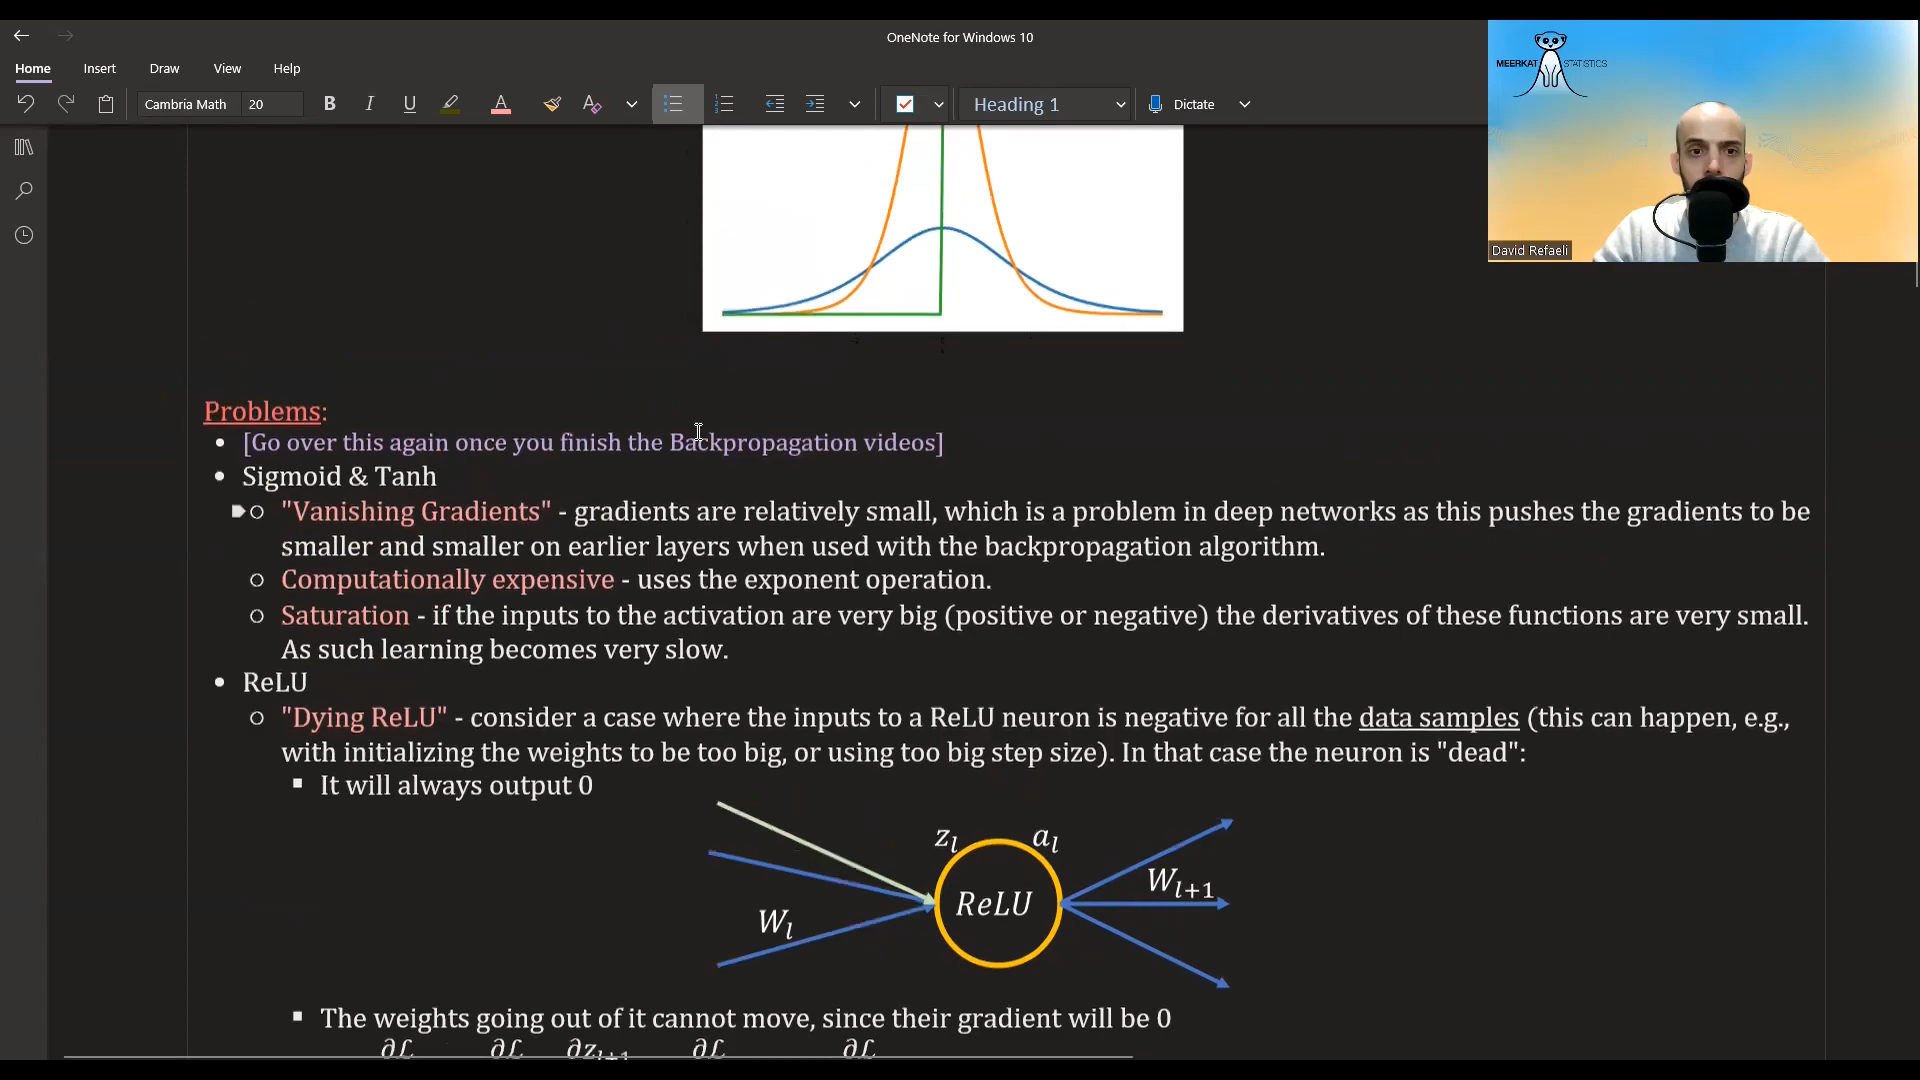 OneNote for Windows 10
Home Insert Draw View Help
Cambria Math 20 B I U A A Heading 1 Dictate
MEERKAT STATISTICS
David Refaeli
Problems:
[Go over this again once you finish the Backpropagation videos]
Sigmoid & Tanh
"Vanishing Gradients" - gradients are relatively small, which is a problem in deep networks as this pushes the gradients to be
smaller and smaller on earlier layers when used with the backpropagation algorithm.
Computationally expensive - uses the exponent operation.
Saturation - if the inputs to the activation are very big (positive or negative) the derivatives of these functions are very small.
As such learning becomes very slow.
ReLU
"Dying ReLU" - consider a case where the inputs to a ReLU neuron is negative for all the data samples (this can happen, e.g.,
with initializing the weights to be too big, or using too big step size). In that case the neuron is "dead":
It will always output 0
z_l a_l
W_{l+1}
ReLU
W_l
The weights going out of it cannot move, since their gradient will be 0
∂ℒ ∂ℒ ∂z_{l+1} ∂ℒ ∂ℒ